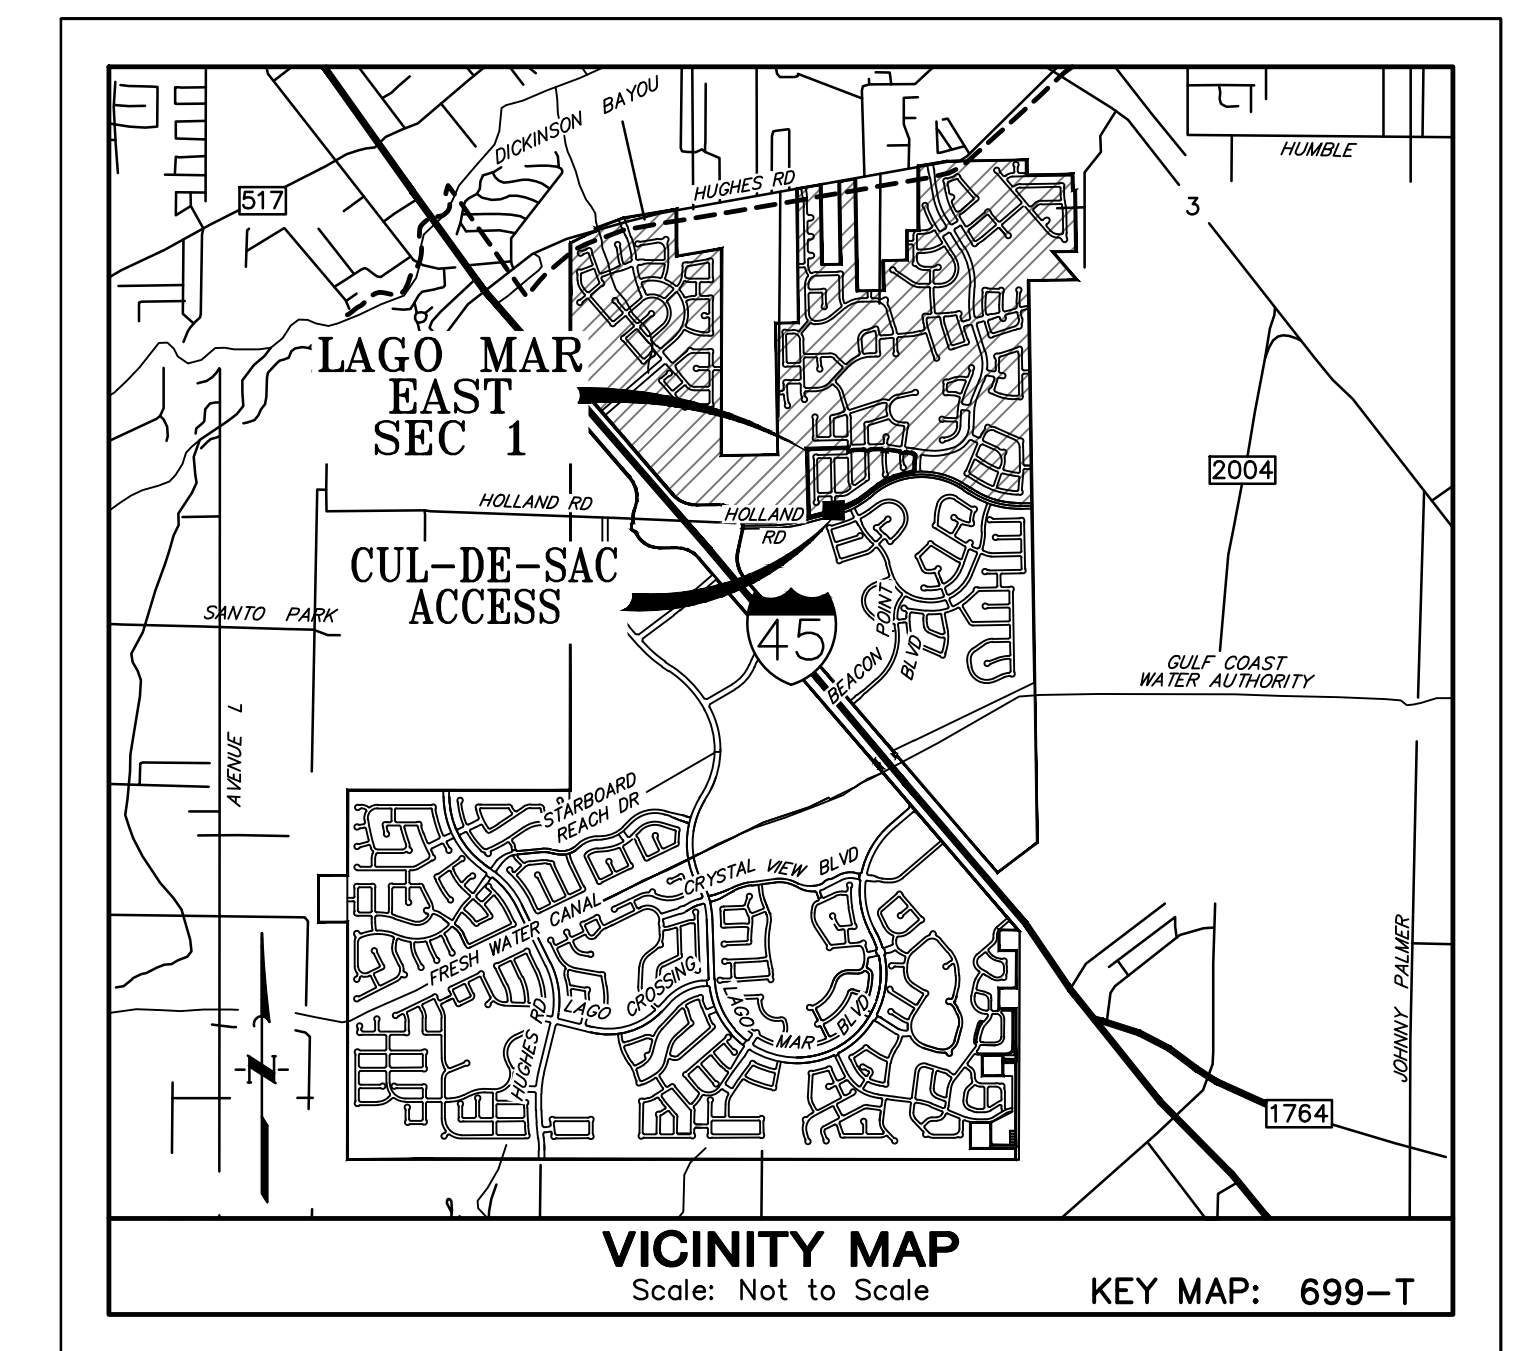 DICKINSON BAYOU
HUMBLE
HUGHES RD
517
3
LAGO MAR
EAST
SEC 1
2004
HOLLAND RD
HOLLAND
RD
CUL-DE-SAC
ACCESS
SANTO PARK
45
BEACON POINT
BLVD
GULF COAST
WATER AUTHORITY
AVENUE L
STARBOARD
REACH DR
CRYSTAL VIEW BLVD
FRESH WATER CANAL
LAGO CROSSING
HUGHES RD
LAGO MAR BLVD
JOHNNY PALMER
N
1764
VICINITY MAP
Scale: Not to Scale
KEY MAP: 699-T